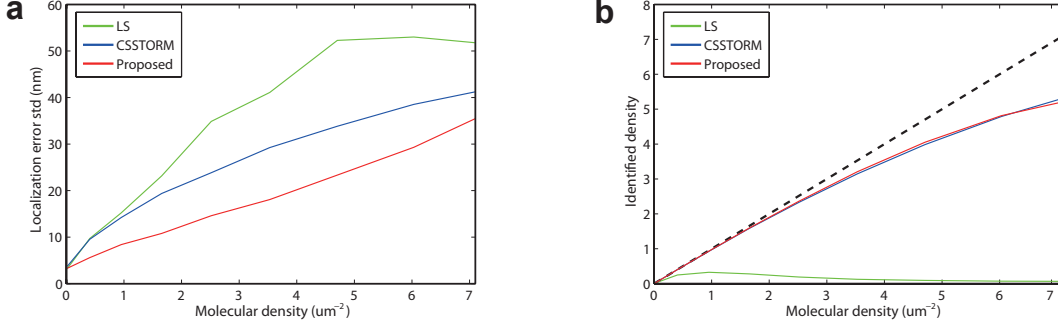 a
60
50
40
30
20
10
0
Localization error std (nm)
LS
CSSTORM
Proposed
0 1 2 3 4 5 6 7
Molecular density (um⁻²)
b
8
7
6
5
4
3
2
1
0
Identified density
LS
CSSTORM
Proposed
0 1 2 3 4 5 6 7
Molecular density (um⁻²)